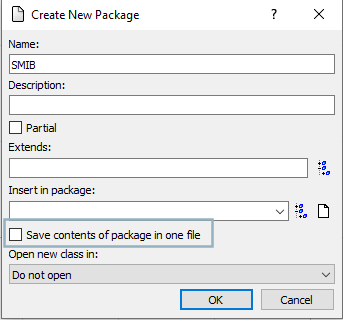 Create New Package
Name:
SMIB
Description:
Partial
Extends:
Insert in package:
Save contents of package in one file
Open new class in:
Do not open
OK Cancel